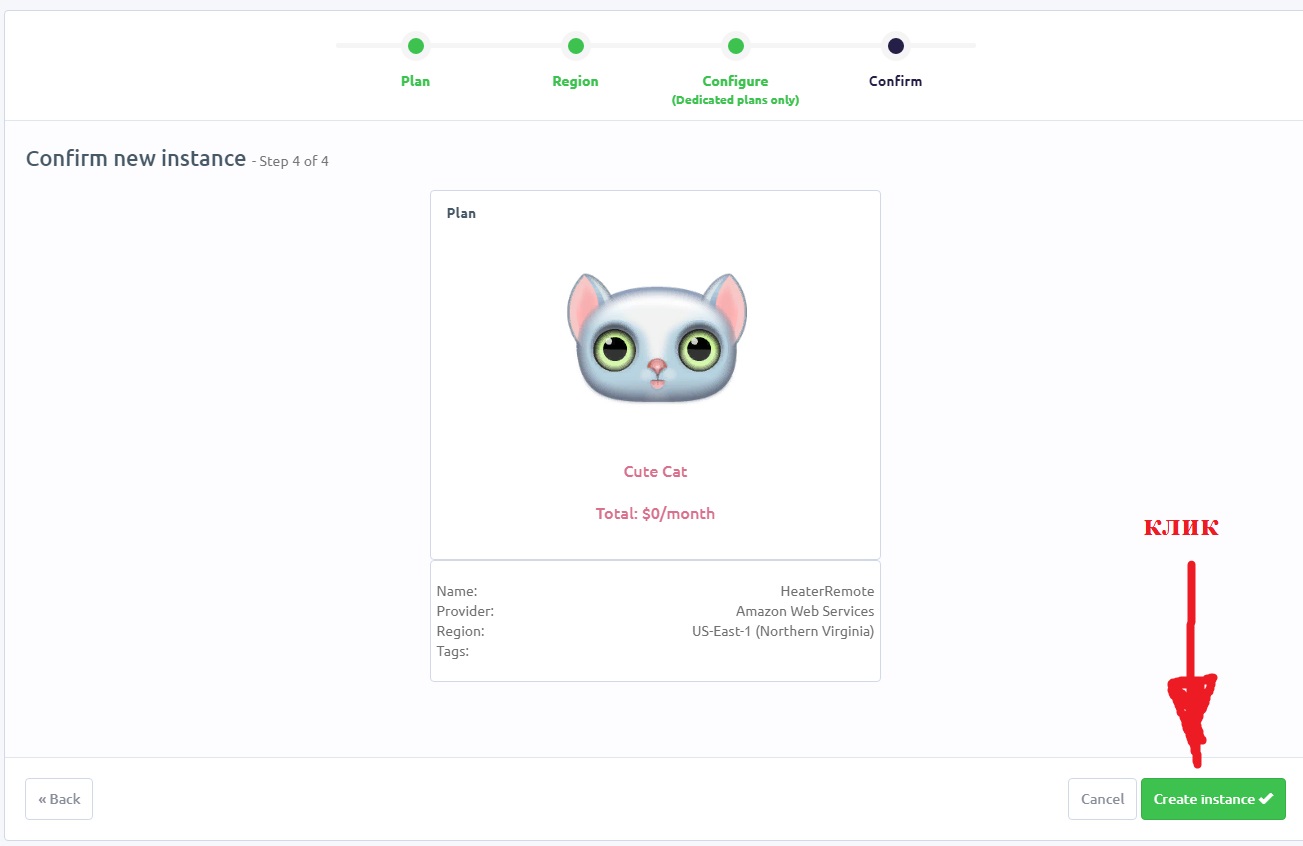 Plan
Region
Configure
(Dedicated plans only)
Confirm
Confirm new instance - Step 4 of 4
Plan
Cute Cat
Total: $0/month
клик
Name: HeaterRemote
Provider: Amazon Web Services
Region: US-East-1 (Northern Virginia)
Tags:
« Back
Cancel
Create instance ✔